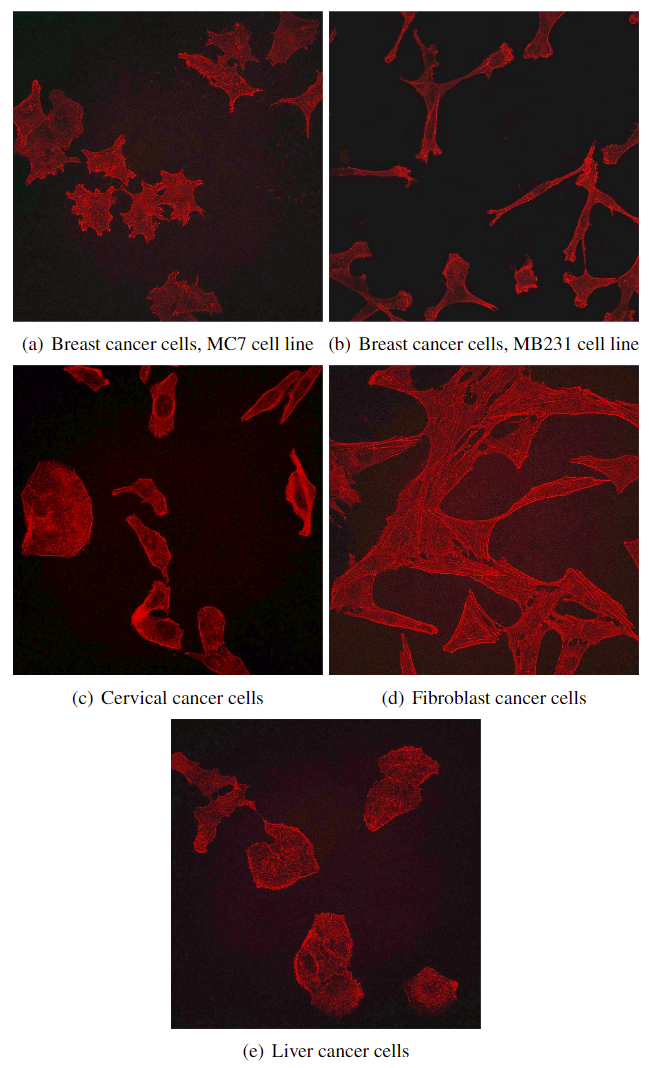 (a) Breast cancer cells, MC7 cell line
(b) Breast cancer cells, MB231 cell line
(c) Cervical cancer cells
(d) Fibroblast cancer cells
(e) Liver cancer cells